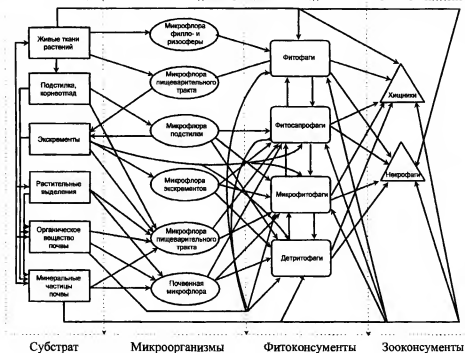 Живые ткани
растений
Подстилка,
корнеотпад
Экскременты
Растительные
выделения
Органическое
вещество
почвы
Минеральные
частицы
почвы
Микрофлора
филло- и
ризосферы
Микрофлора
пищеварительного
тракта
Микрофлора
подстилки
Микрофлора
экскрементов
Микрофлора
пищеварительного
тракта
Почвенная
микрофлора
Фитофаги
Фитосапрофаги
Микрофитофаги
Детритофаги
Хищники
Некрофаги
Субстрат
Микроорганизмы
Фитоконсументы
Зооконсументы